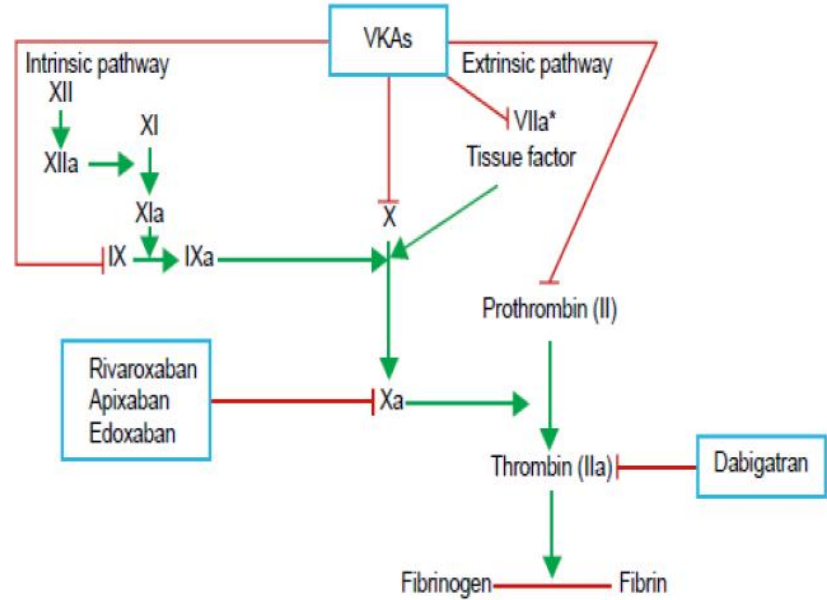 VKAs
Intrinsic pathway
Extrinsic pathway
XII
XI
VIIa*
XIIa
Tissue factor
XIa
X
IX
IXa
Prothrombin (II)
Rivaroxaban
Apixaban
Edoxaban
Xa
Thrombin (IIa)
Dabigatran
Fibrinogen
Fibrin